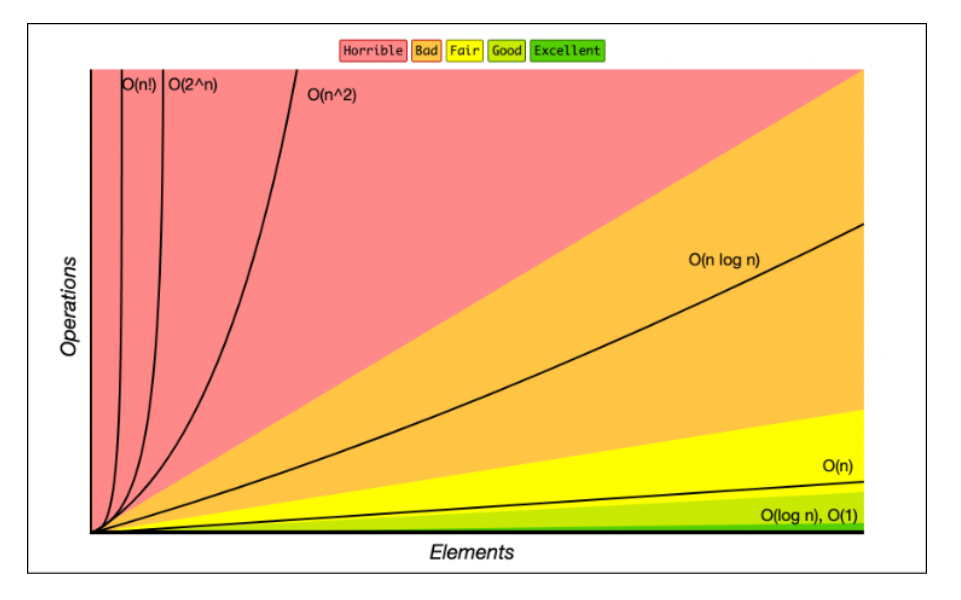 Horrible Bad Fair Good Excellent
O(n!) O(2^n)
O(n^2)
O(n log n)
Operations
O(n)
O(log n), O(1)
Elements